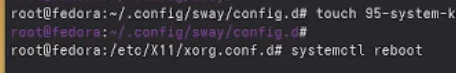 root@fedora:~/.config/sway/config.d# touch 95-system-k
root@fedora:~/.config/sway/config.d#
root@fedora:/etc/X11/xorg.conf.d# systemctl reboot